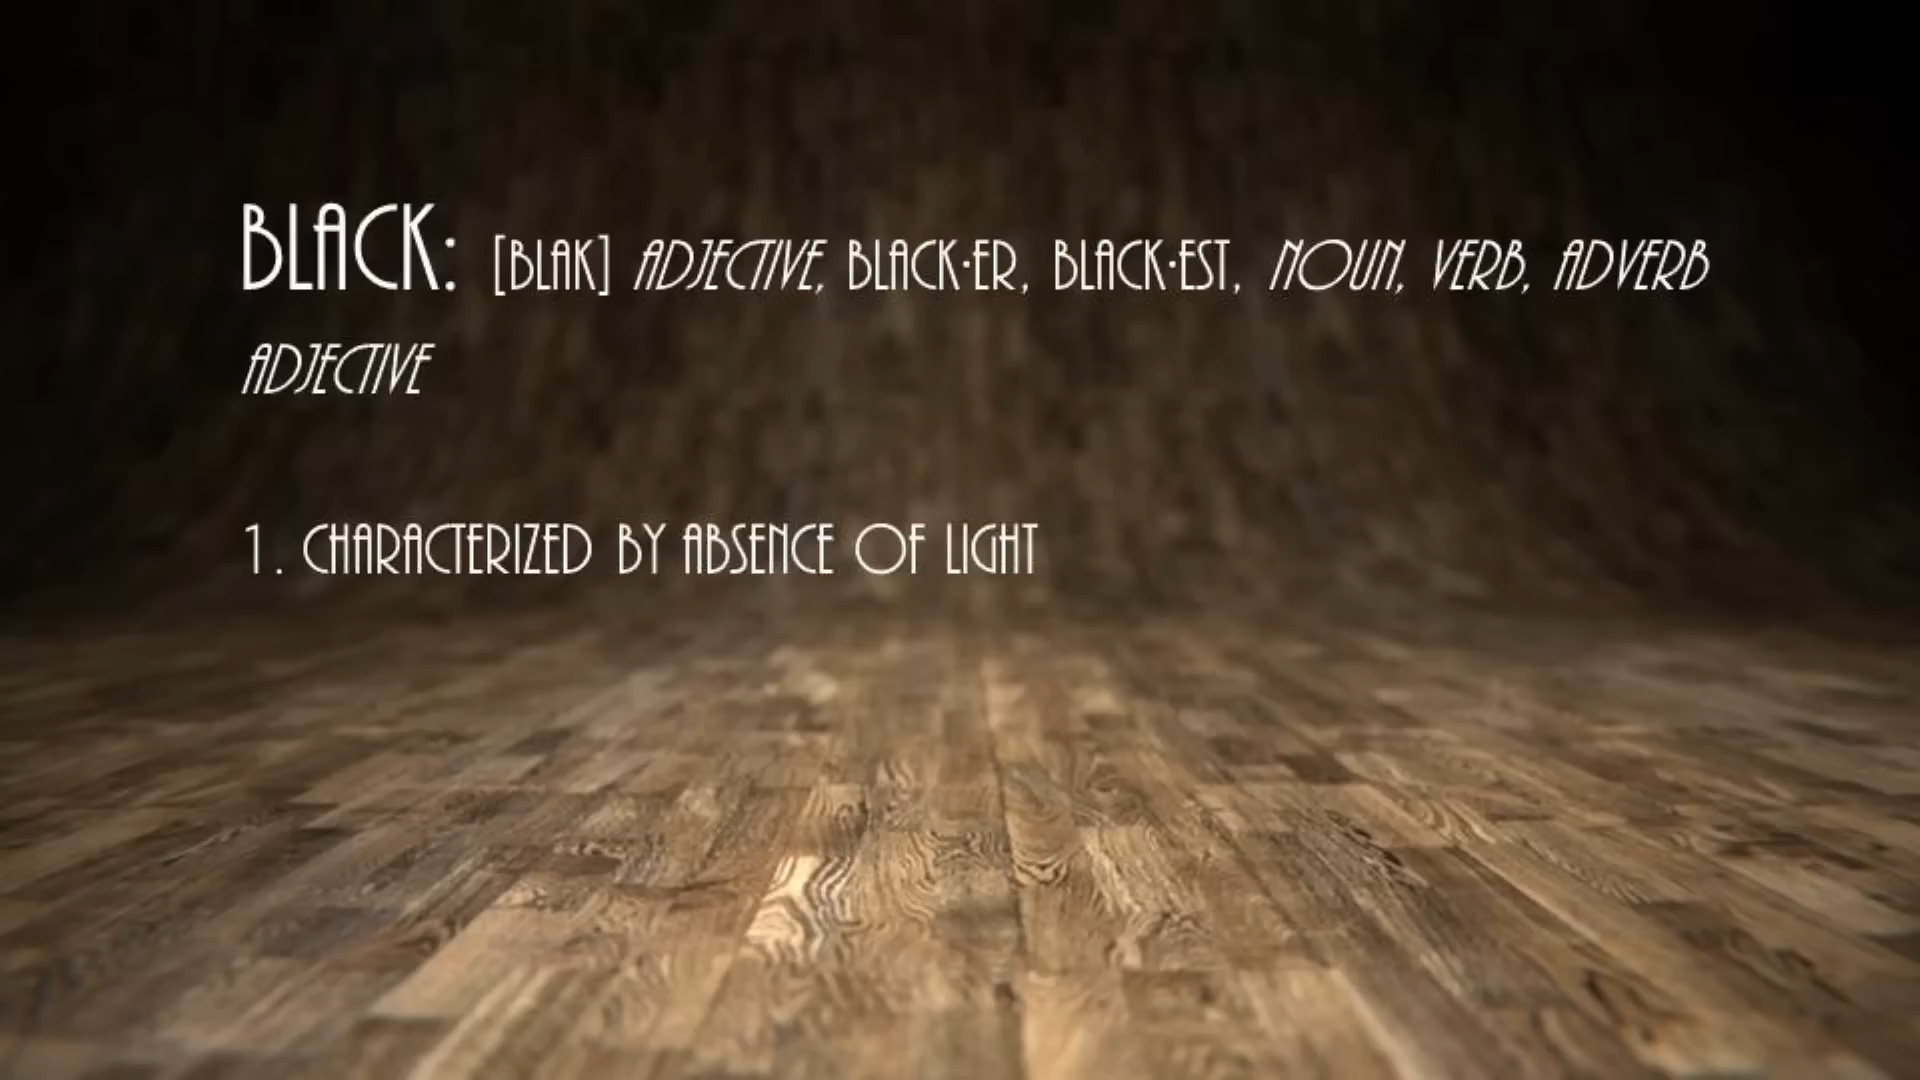 BLACK: [BLAK] ADJECTIVE, BLACK·ER, BLACK·EST, NOUN, VERB, ADVERB
ADJECTIVE
1. CHARACTERIZED BY ABSENCE OF LIGHT